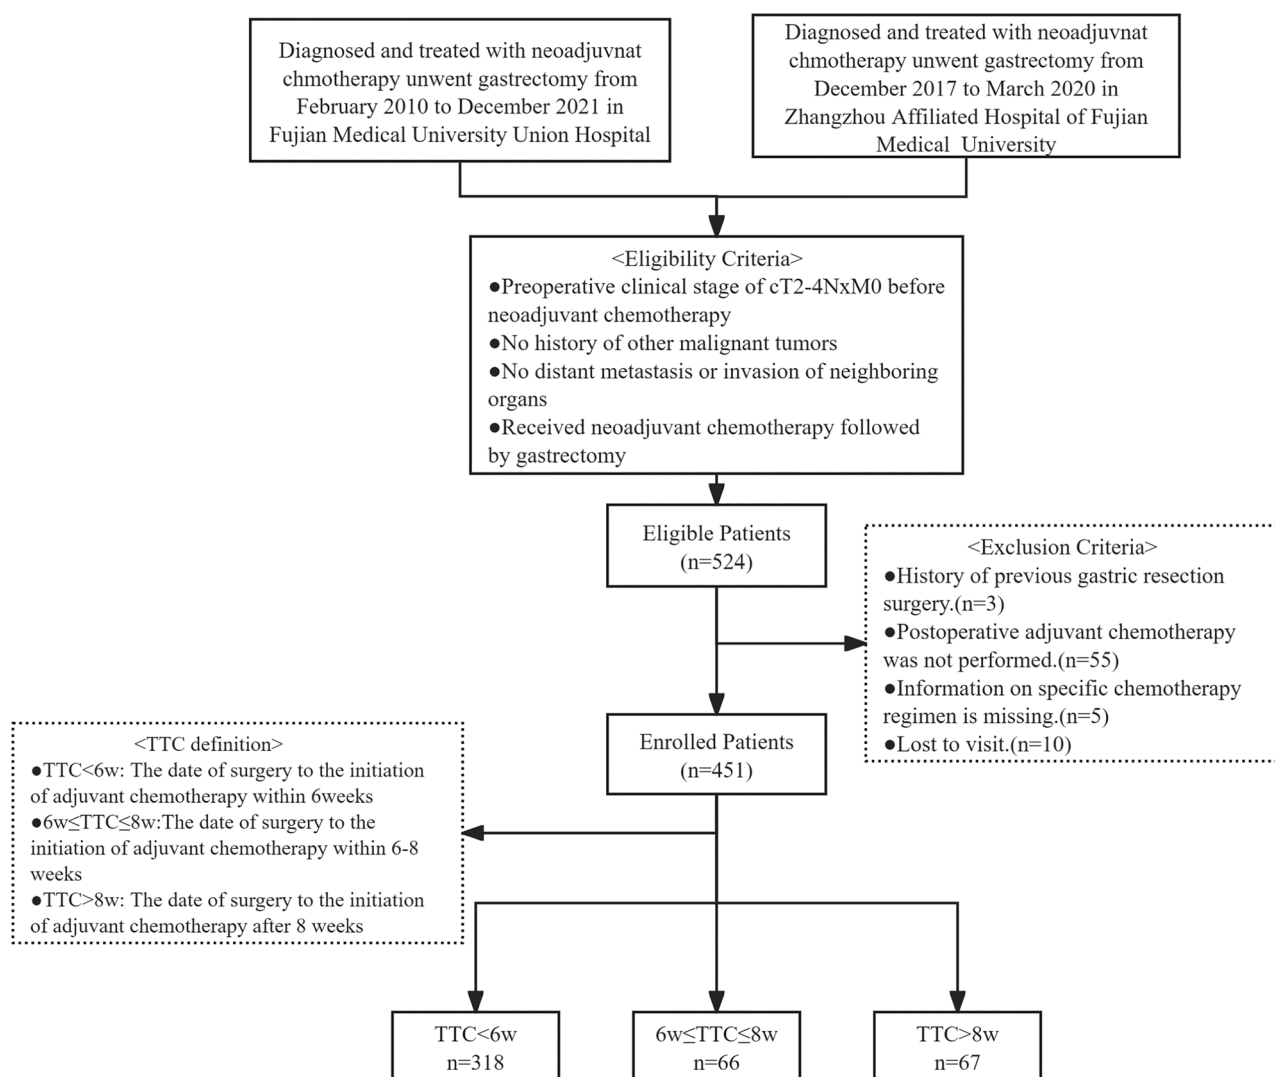 Diagnosed and treated with neoadjuvnat
chmotherapy unwent gastrectomy from
February 2010 to December 2021 in
Fujian Medical University Union Hospital
Diagnosed and treated with neoadjuvnat
chmotherapy unwent gastrectomy from
December 2017 to March 2020 in
Zhangzhou Affiliated Hospital of Fujian
Medical University
<Eligibility Criteria>
●Preoperative clinical stage of cT2-4NxM0 before
neoadjuvant chemotherapy
●No history of other malignant tumors
●No distant metastasis or invasion of neighboring
organs
●Received neoadjuvant chemotherapy followed
by gastrectomy
Eligible Patients
(n=524)
<Exclusion Criteria>
●History of previous gastric resection
surgery.(n=3)
●Postoperative adjuvant chemotherapy
was not performed.(n=55)
●Information on specific chemotherapy
regimen is missing.(n=5)
●Lost to visit.(n=10)
Enrolled Patients
(n=451)
<TTC definition>
●TTC<6w: The date of surgery to the initiation
of adjuvant chemotherapy within 6weeks
●6w≤TTC≤8w:The date of surgery to the
initiation of adjuvant chemotherapy within 6-8
weeks
●TTC>8w: The date of surgery to the initiation
of adjuvant chemotherapy after 8 weeks
TTC<6w
n=318
6w≤TTC≤8w
n=66
TTC>8w
n=67